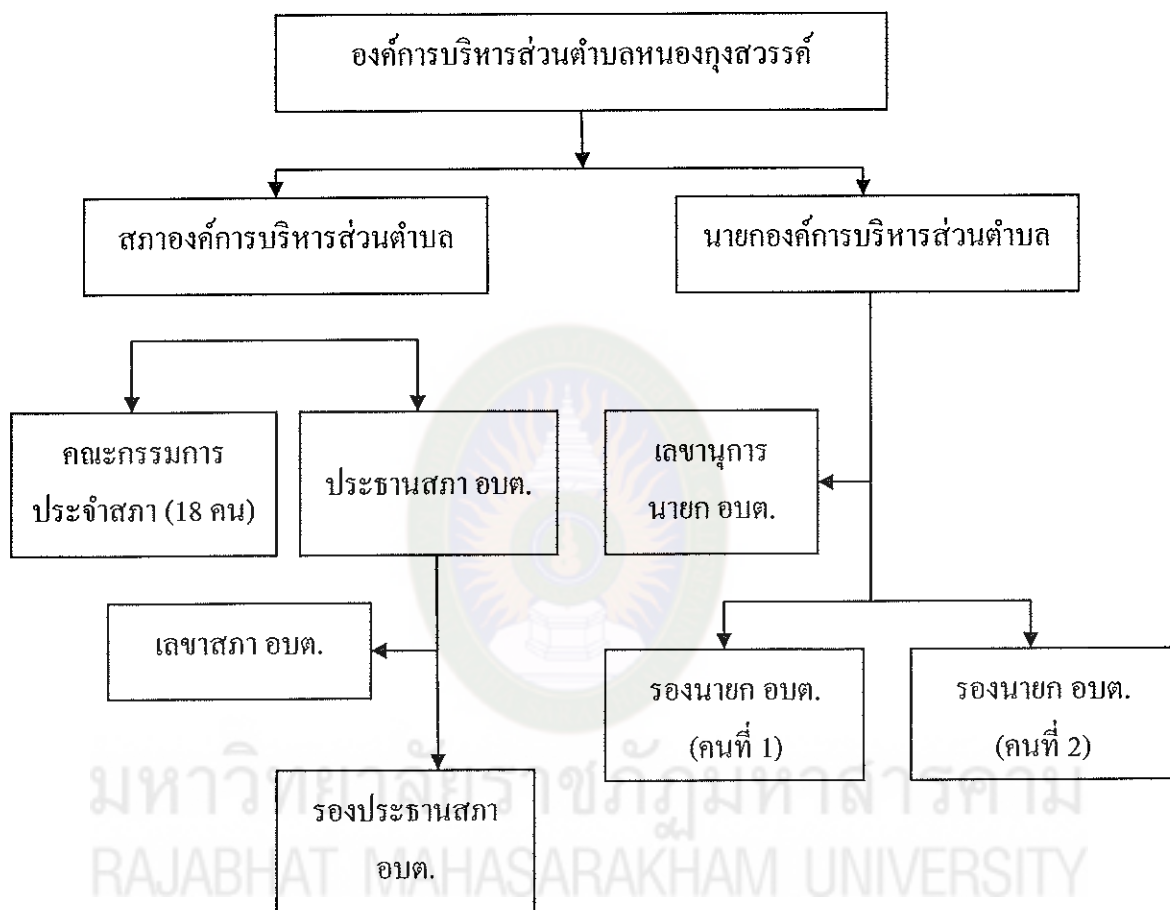 องค์การบริหารส่วนตำบลหนองกุงสวรรค์
สภาองค์การบริหารส่วนตำบล
นายกองค์การบริหารส่วนตำบล
คณะกรรมการ
ประจำสภา (18 คน)
ประธานสภา อบต.
เลขานุการ
นายก อบต.
เลขาสภา อบต.
รองนายก อบต.
(คนที่ 1)
รองนายก อบต.
(คนที่ 2)
รองประธานสภา
อบต.
มหาวิทยาลัยราชภัฏมหาสารคาม
RAJABHAT MAHASARAKHAM UNIVERSITY